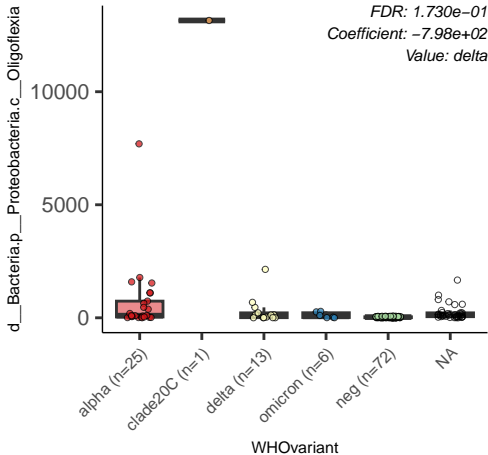 FDR: 1.730e−01
Coefficient: −7.98e+02
Value: delta
d__Bacteria.p__Proteobacteria.c__Oligoflexia
10000
5000
0
alpha (n=25)
clade20C (n=1)
delta (n=13)
omicron (n=6)
neg (n=72)
NA
WHOvariant